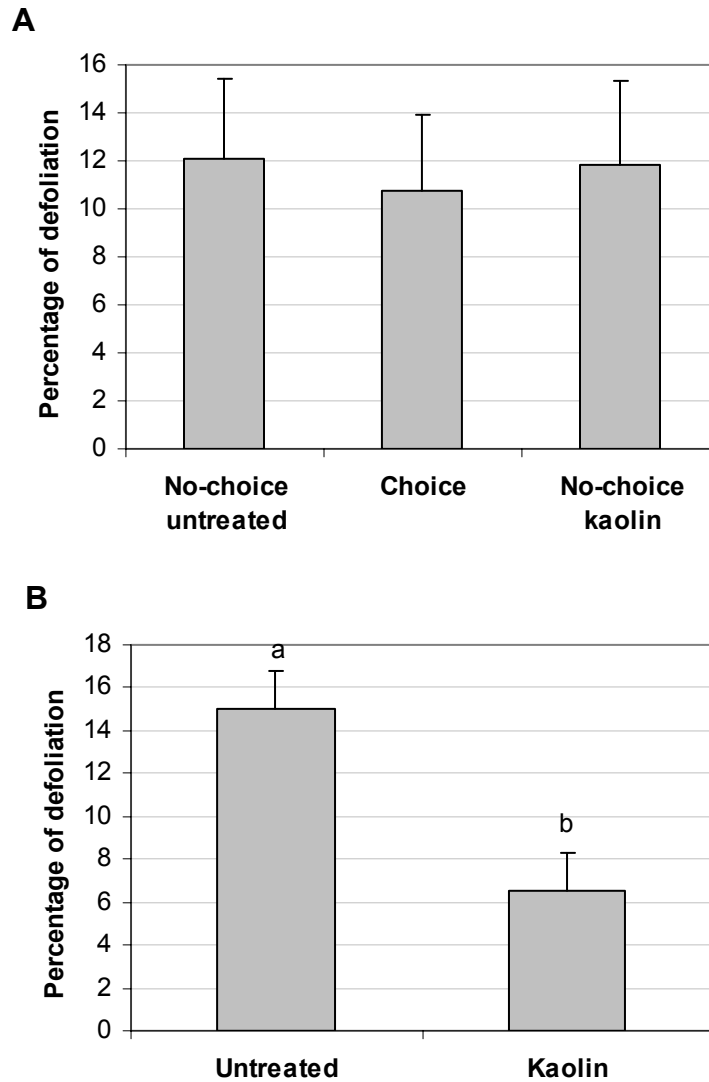 A
Percentage of defoliation
16
14
12
10
8
6
4
2
0
No-choice
untreated
Choice
No-choice
kaolin
B
Percentage of defoliation
18
16
14
12
10
8
6
4
2
0
a
b
Untreated
Kaolin